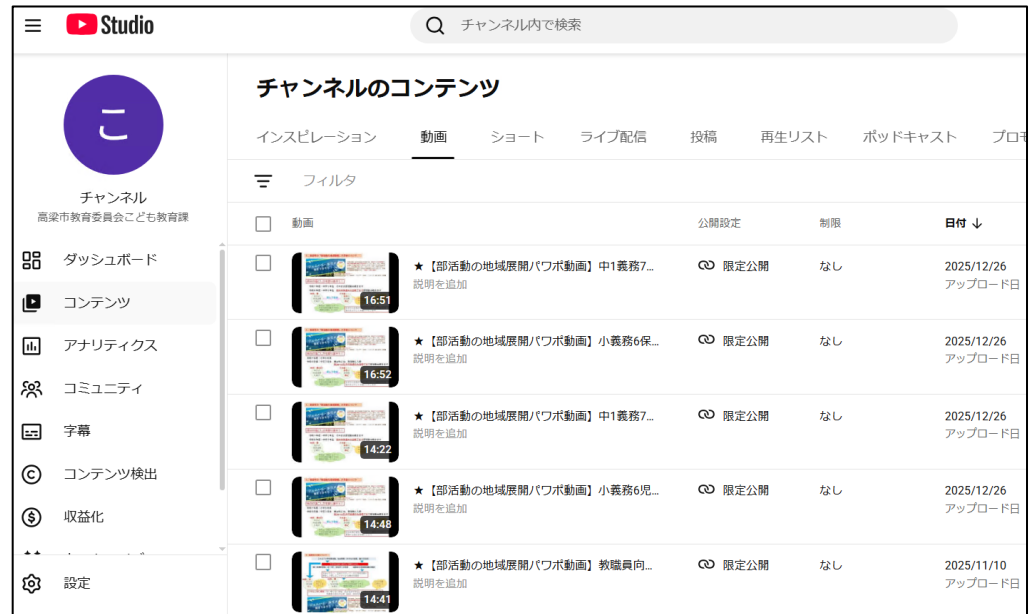 Studio
チャンネル内で検索
こ
チャンネル
高梁市教育委員会こども教育課
ダッシュボード
コンテンツ
アナリティクス
コミュニティ
字幕
コンテンツ検出
収益化
設定
チャンネルのコンテンツ
インスピレーション 動画 ショート ライブ配信 投稿 再生リスト ポッドキャスト プロモ
フィルタ
動画 公開設定 制限 日付 ↓
16:51 ★【部活動の地域展開パワポ動画】中1義務7... 限定公開 なし 2025/12/26
説明を追加 アップロード日
16:52 ★【部活動の地域展開パワポ動画】小義務6保... 限定公開 なし 2025/12/26
説明を追加 アップロード日
14:22 ★【部活動の地域展開パワポ動画】中1義務7... 限定公開 なし 2025/12/26
説明を追加 アップロード日
14:48 ★【部活動の地域展開パワポ動画】小義務6児... 限定公開 なし 2025/12/26
説明を追加 アップロード日
14:41 ★【部活動の地域展開パワポ動画】教職員向... 限定公開 なし 2025/11/10
説明を追加 アップロード日